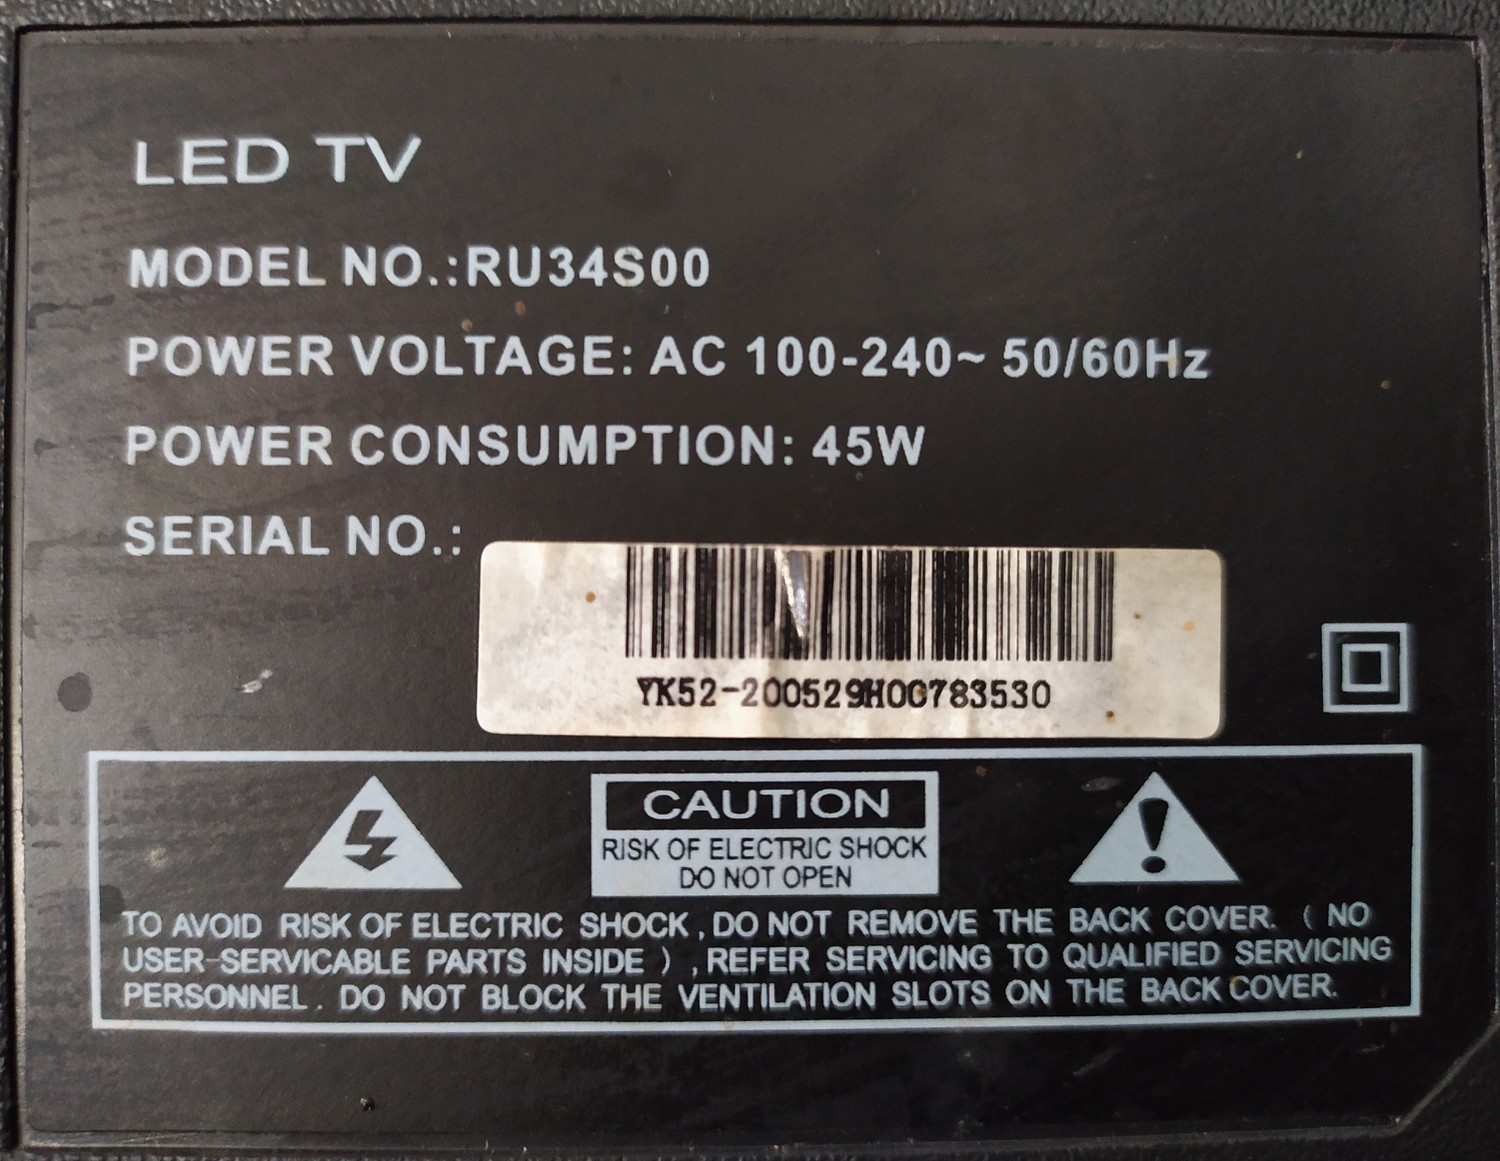 LED TV
MODEL NO.:RU34S00
POWER VOLTAGE: AC 100-240~ 50/60Hz
POWER CONSUMPTION: 45W
SERIAL NO.:
YK52-200529H00783530
CAUTION
RISK OF ELECTRIC SHOCK
DO NOT OPEN
TO AVOID RISK OF ELECTRIC SHOCK , DO NOT REMOVE THE BACK COVER. ( NO
USER-SERVICABLE PARTS INSIDE ) , REFER SERVICING TO QUALIFIED SERVICING
PERSONNEL . DO NOT BLOCK THE VENTILATION SLOTS ON THE BACK COVER.